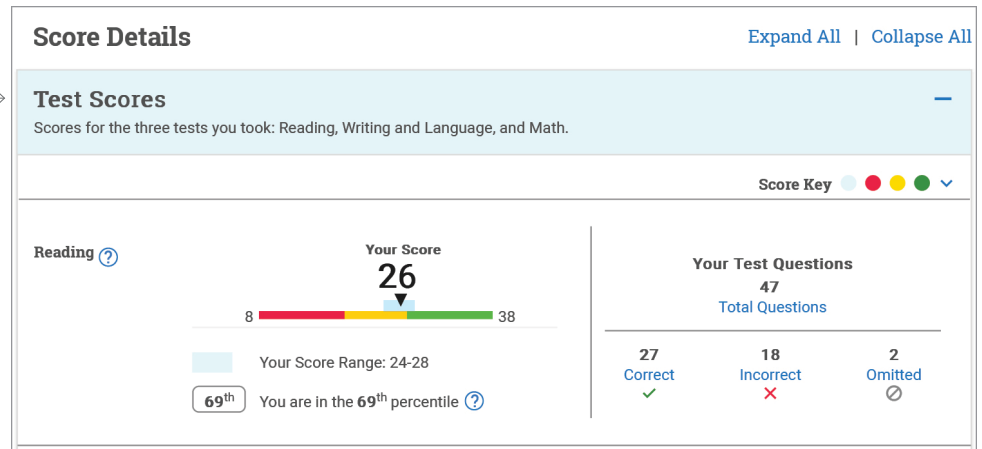 Score Details
Expand All | Collapse All
Test Scores
Scores for the three tests you took: Reading, Writing and Language, and Math.
Score Key
Reading ?
Your Score
26
8 38
Your Score Range: 24-28
69th You are in the 69th percentile ?
Your Test Questions
47
Total Questions
27 18 2
Correct Incorrect Omitted